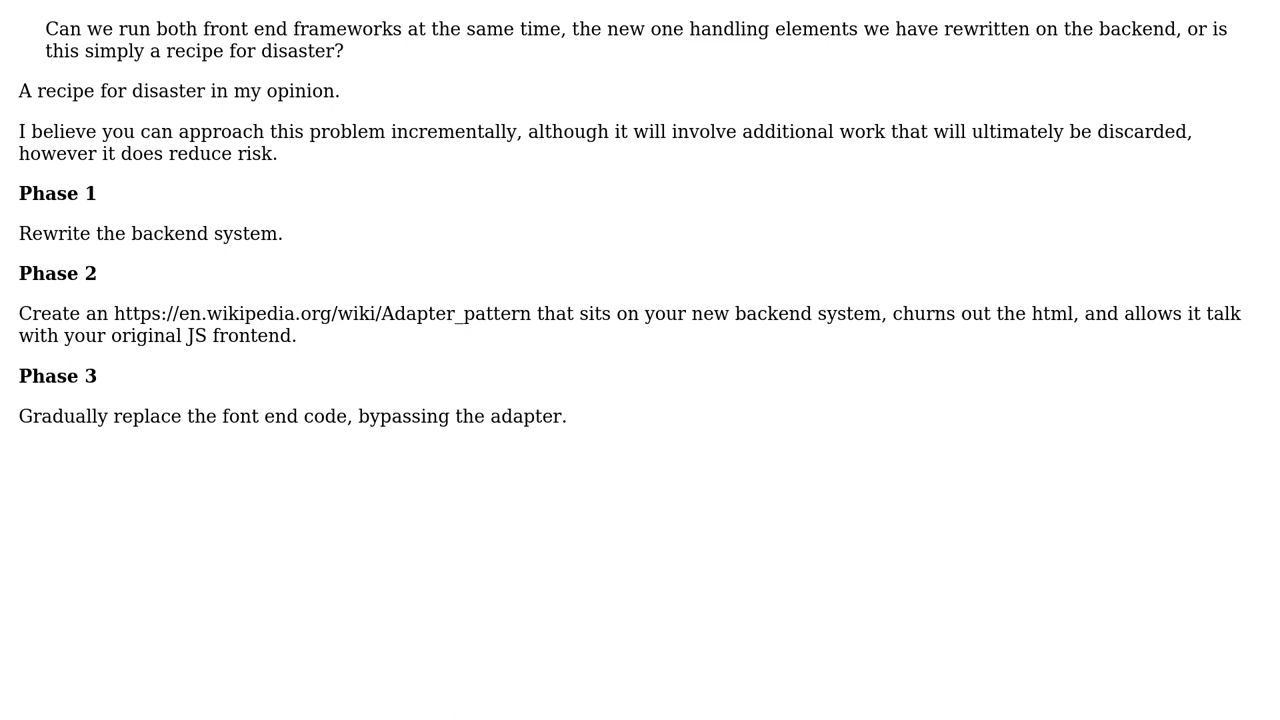 Can we run both front end frameworks at the same time, the new one handling elements we have rewritten on the backend, or is
this simply a recipe for disaster?
A recipe for disaster in my opinion.
I believe you can approach this problem incrementally, although it will involve additional work that will ultimately be discarded,
however it does reduce risk.
Phase 1
Rewrite the backend system.
Phase 2
Create an https://en.wikipedia.org/wiki/Adapter_pattern that sits on your new backend system, churns out the html, and allows it talk
with your original JS frontend.
Phase 3
Gradually replace the font end code, bypassing the adapter.